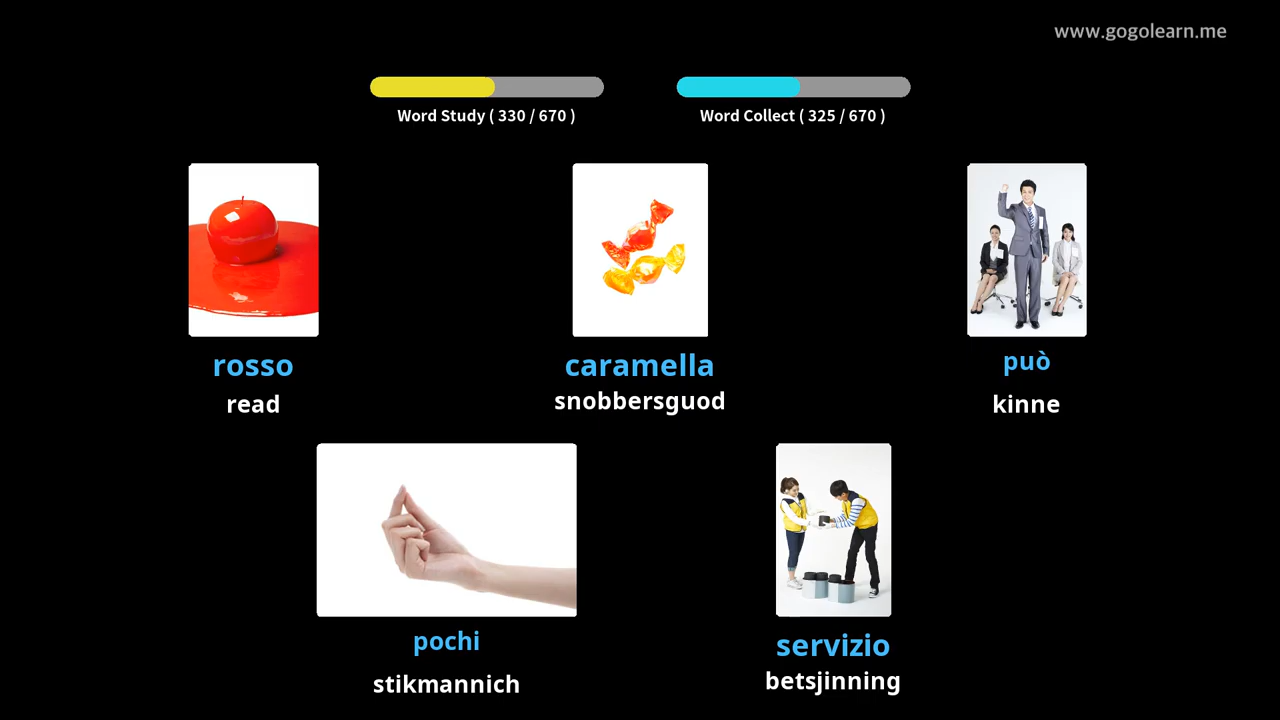 www.gogolearn.me
Word Study ( 330 / 670 )
Word Collect ( 325 / 670 )
rosso
read
caramella
snobbersguod
può
kinne
pochi
stikmannich
servizio
betsjinning